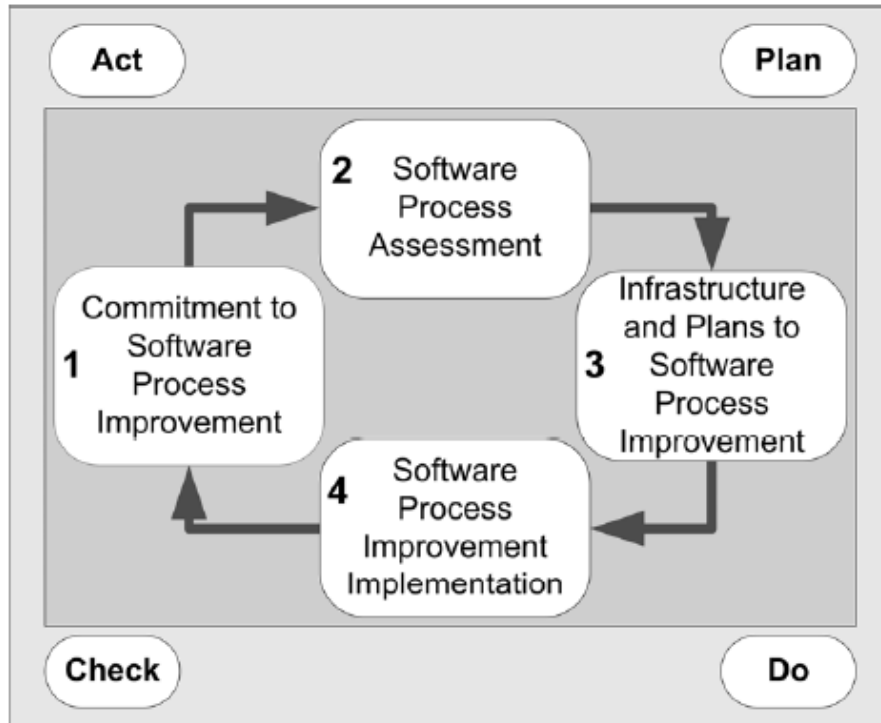 Act
Plan
2
Software
Process
Assessment
1
Commitment to
Software
Process
Improvement
3
Infrastructure
and Plans to
Software
Process
Improvement
4
Software
Process
Improvement
Implementation
Check
Do